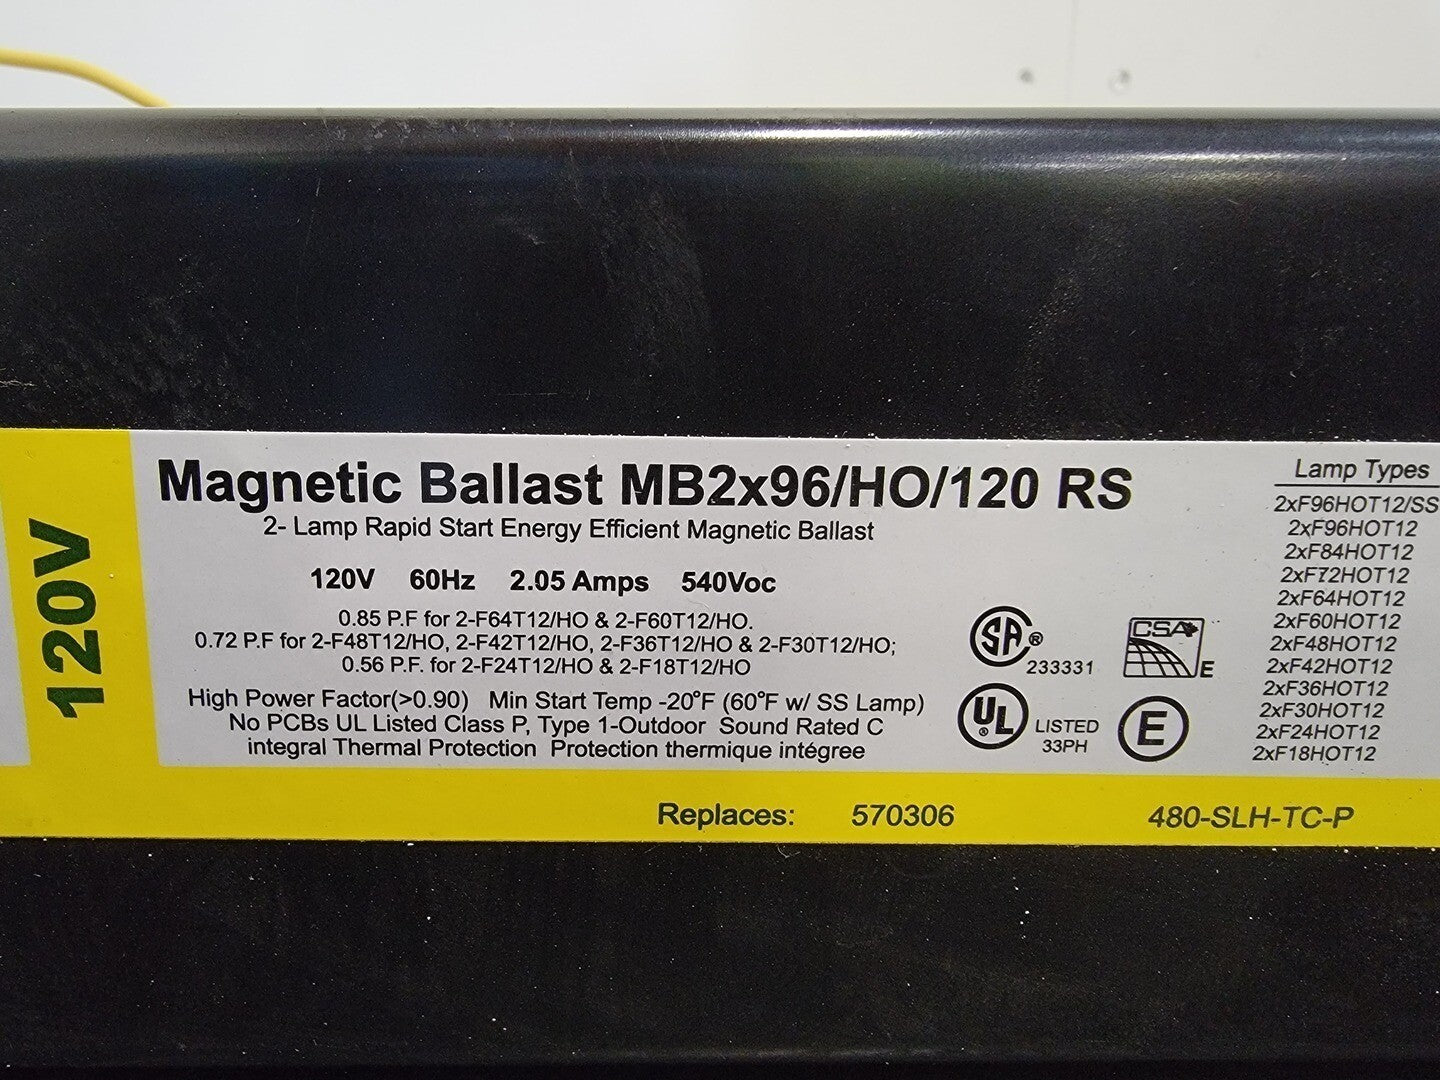 120V
Magnetic Ballast MB2x96/HO/120 RS
2- Lamp Rapid Start Energy Efficient Magnetic Ballast
120V 60Hz 2.05 Amps 540Voc
0.85 P.F for 2-F64T12/HO & 2-F60T12/HO.
0.72 P.F for 2-F48T12/HO, 2-F42T12/HO, 2-F36T12/HO & 2-F30T12/HO;
0.56 P.F. for 2-F24T12/HO & 2-F18T12/HO
High Power Factor(>0.90) Min Start Temp -20°F (60°F w/ SS Lamp)
No PCBs UL Listed Class P, Type 1-Outdoor Sound Rated C
integral Thermal Protection Protection thermique intégree
SA ®
233331
CSA
E
UL ®
LISTED
33PH
E
Lamp Types
2xF96HOT12/SS
2xF96HOT12
2xF84HOT12
2xF72HOT12
2xF64HOT12
2xF60HOT12
2xF48HOT12
2xF42HOT12
2xF36HOT12
2xF30HOT12
2xF24HOT12
2xF18HOT12
Replaces: 570306 480-SLH-TC-P